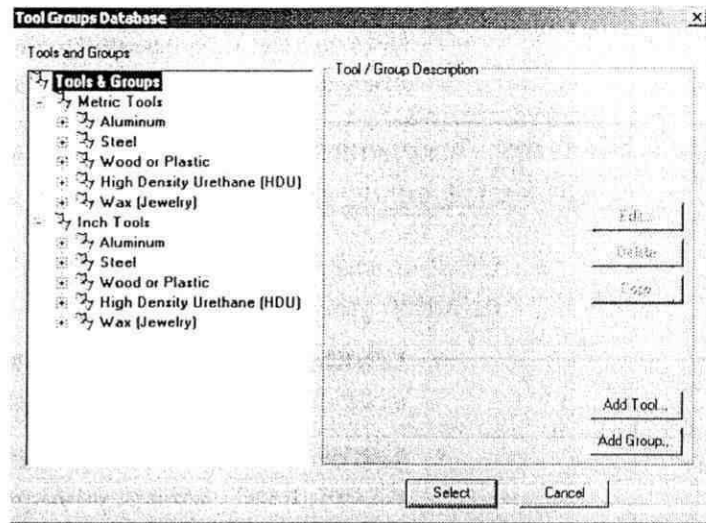 Tool Groups Database
Tools and Groups
Tools & Groups
Metric Tools
Aluminum
Steel
Wood or Plastic
High Density Urethane (HDU)
Wax (Jewelry)
Inch Tools
Aluminum
Steel
Wood or Plastic
High Density Urethane (HDU)
Wax (Jewelry)
Tool / Group Description
Edit...
Delete
Copy
Add Tool...
Add Group..
Select
Cancel